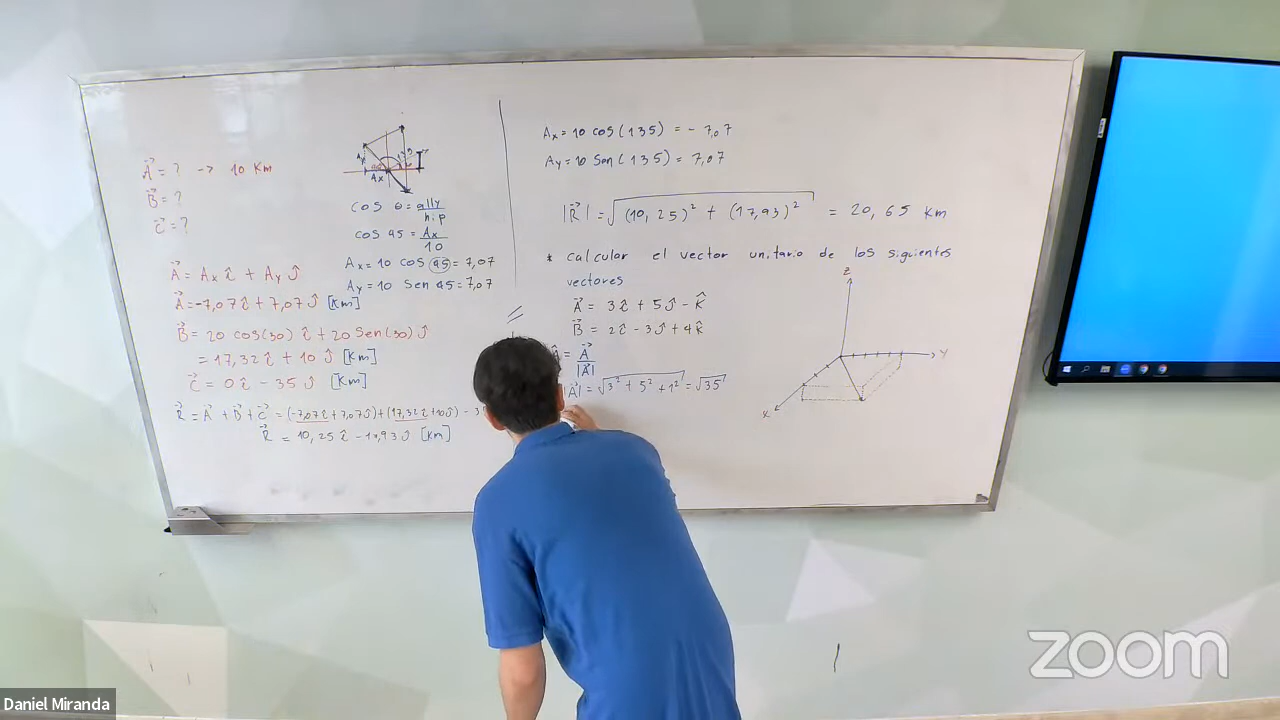 A⃗ = ? -> 10 Km
B⃗ = ?
C⃗ = ?
A⃗ = Ax î + Ay ĵ
A⃗ = -7,07 î + 7,07 ĵ [Km]
B⃗ = 20 cos(30) î + 20 Sen(30) ĵ
= 17,32 î + 10 ĵ [Km]
C⃗ = 0 î - 35 ĵ [Km]
R⃗ = A⃗ + B⃗ + C⃗ = (-7,07 î + 7,07 ĵ) + (17,32 î + 10 ĵ) - 3
R⃗ = 10,25 î - 17,93 ĵ [Km]
Ay
Ax
cos θ = ady
hip
cos 45 = Ax
10
Ax = 10 cos 45 = 7,07
Ay = 10 Sen 45 = 7,07
Ax = 10 cos(135) = - 7,07
Ay = 10 Sen(135) = 7,07
|R⃗| = √(10,25)² + (17,93)² = 20,65 Km
* calcular el vector unitario de los siguientes
vectores
A⃗ = 3 î + 5 ĵ - k̂
B⃗ = 2 î - 3 ĵ + 4 k̂
= A⃗
|A⃗|
|A⃗| = √3² + 5² + 1² = √35
Z
Y
X
zoom
Daniel Miranda